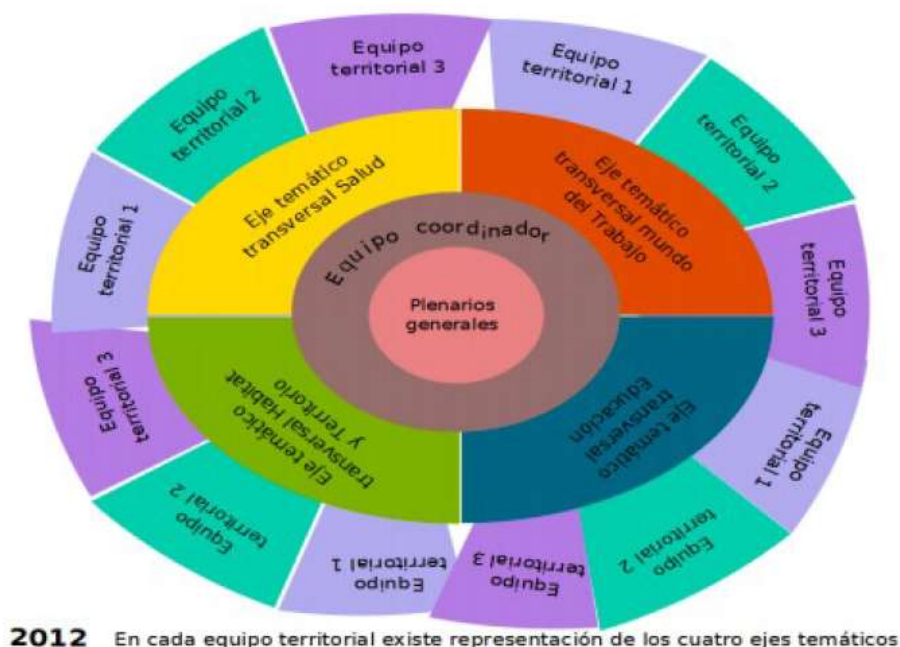 Equipo
territorial 3
Equipo
territorial 1
Equipo
territorial 2
Equipo
territorial 2
Equipo
territorial 1
Equipo
territorial 3
Eje temático
transversal Salud
Eje temático
transversal mundo
del Trabajo
Equipo coordinador
Plenarios
generales
Eje temático
transversal Habitat
y Territorio
Eje temático
transversal
Educación
Equipo
territorial 3
Equipo
territorial 1
Equipo
territorial 2
Equipo
territorial 2
Equipo
territorial 1
Equipo
territorial 3
2012 En cada equipo territorial existe representación de los cuatro ejes temáticos